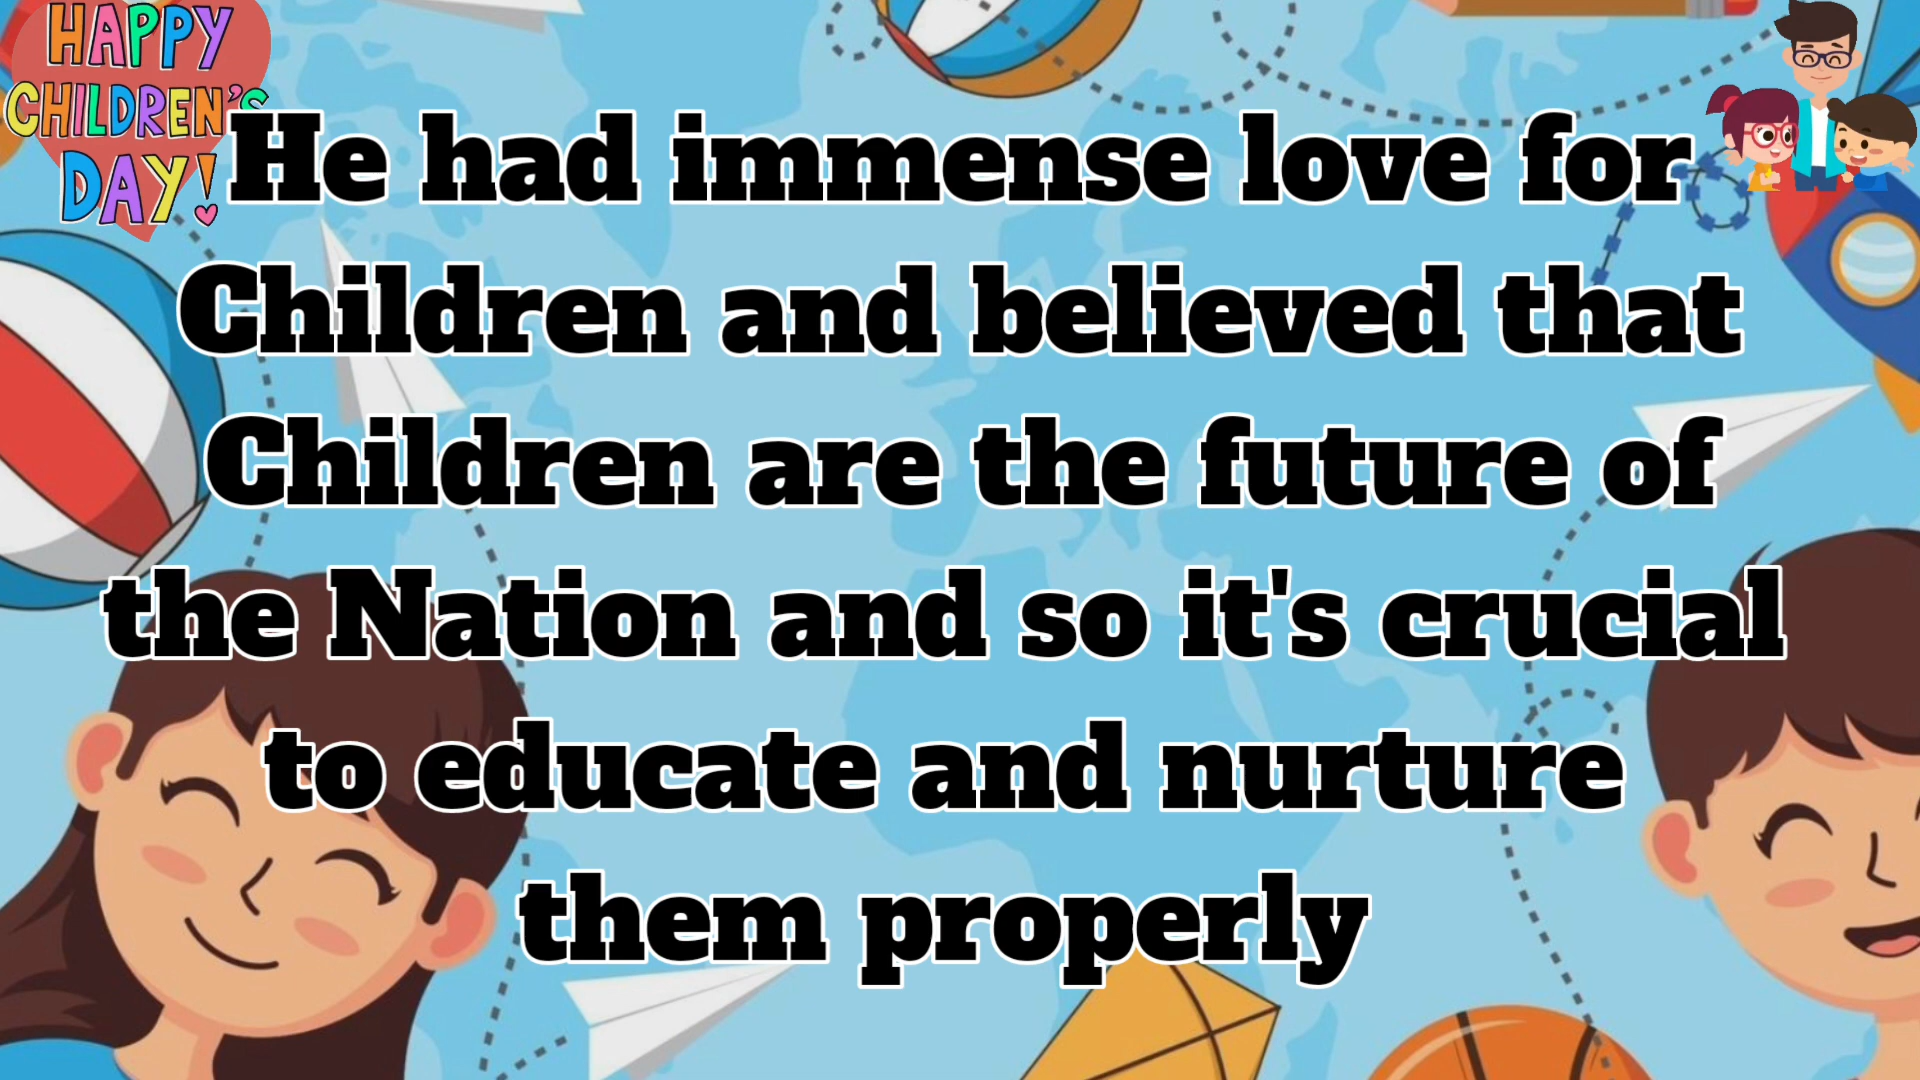 HAPPY
CHILDREN'S
DAY!
He had immense love for
Children and believed that
Children are the future of
the Nation and so it's crucial
to educate and nurture
them properly